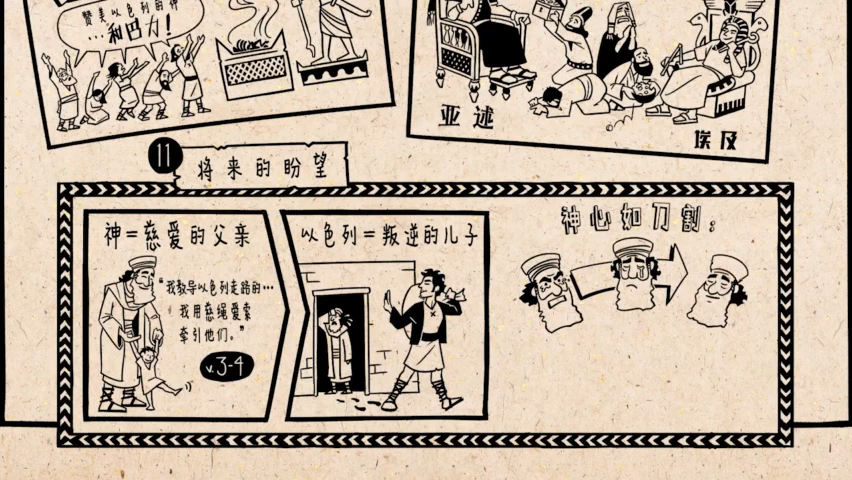 赞美以色列的神
...和巴力！
亚述
埃及
11
将来的盼望
神=慈爱的父亲
“我教导以色列走路的...
我用慈绳爱索
牵引他们。”
v.3-4
以色列=叛逆的儿子
神心如刀割：